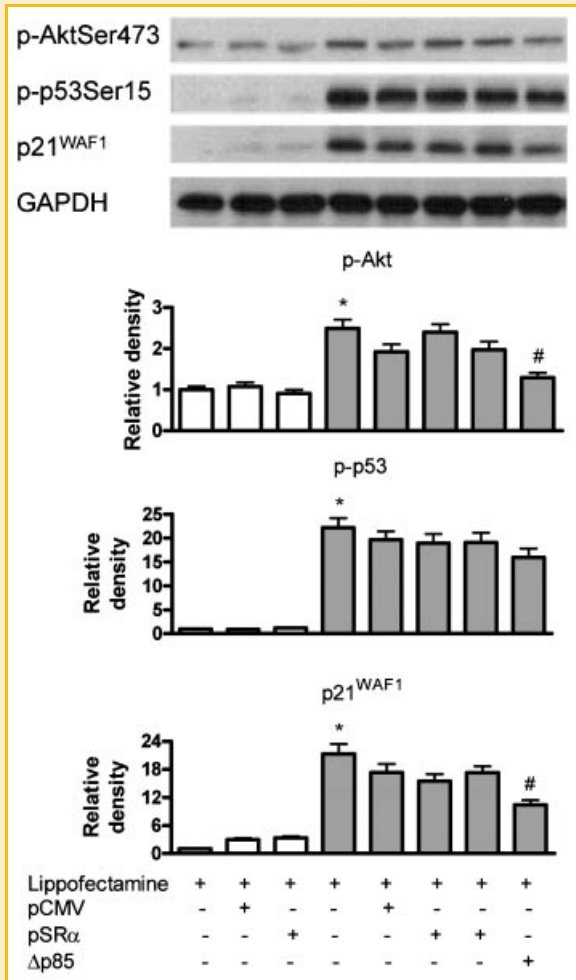 p-AktSer473
p-p53Ser15
p21WAF1
GAPDH
p-Akt
Relative density
3
2
1
0
*
#
p-p53
Relative
density
25
20
15
10
5
0
*
p21WAF1
Relative
density
24
18
12
6
0
*
#
Lippofectamine + + + + + + + +
pCMV - + - - + - - -
pSRα - - + - - + + -
Δp85 - - - - - - - +